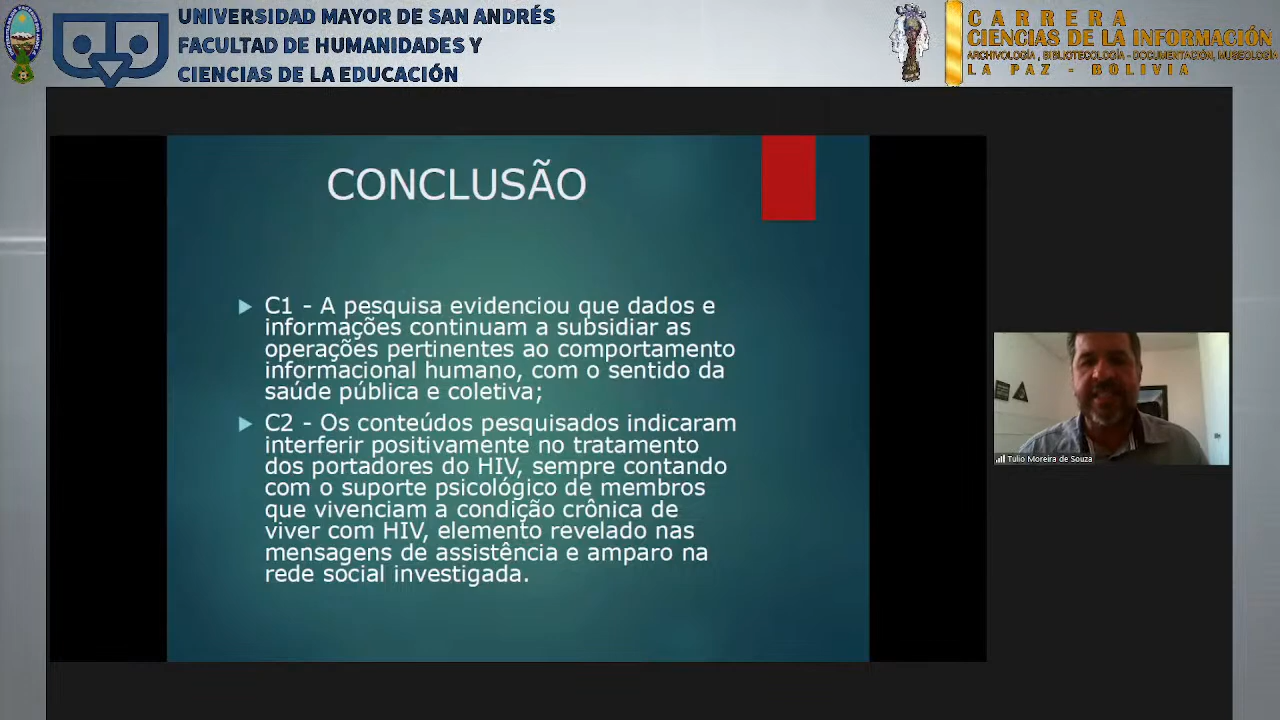 UNIVERSIDAD MAYOR DE SAN ANDRÉS
FACULTAD DE HUMANIDADES Y
CIENCIAS DE LA EDUCACIÓN
CARRERA
CIENCIAS DE LA INFORMACIÓN
ARCHIVOLOGÍA, BIBLIOTECOLOGÍA - DOCUMENTACIÓN, MUSEOLOGÍA
LA PAZ - BOLIVIA
CONCLUSÃO
C1 - A pesquisa evidenciou que dados e
informações continuam a subsidiar as
operações pertinentes ao comportamento
informacional humano, com o sentido da
saúde pública e coletiva;
C2 - Os conteúdos pesquisados indicaram
interferir positivamente no tratamento
dos portadores do HIV, sempre contando
com o suporte psicológico de membros
que vivenciam a condição crônica de
viver com HIV, elemento revelado nas
mensagens de assistência e amparo na
rede social investigada.
Tulio Moreira de Souza